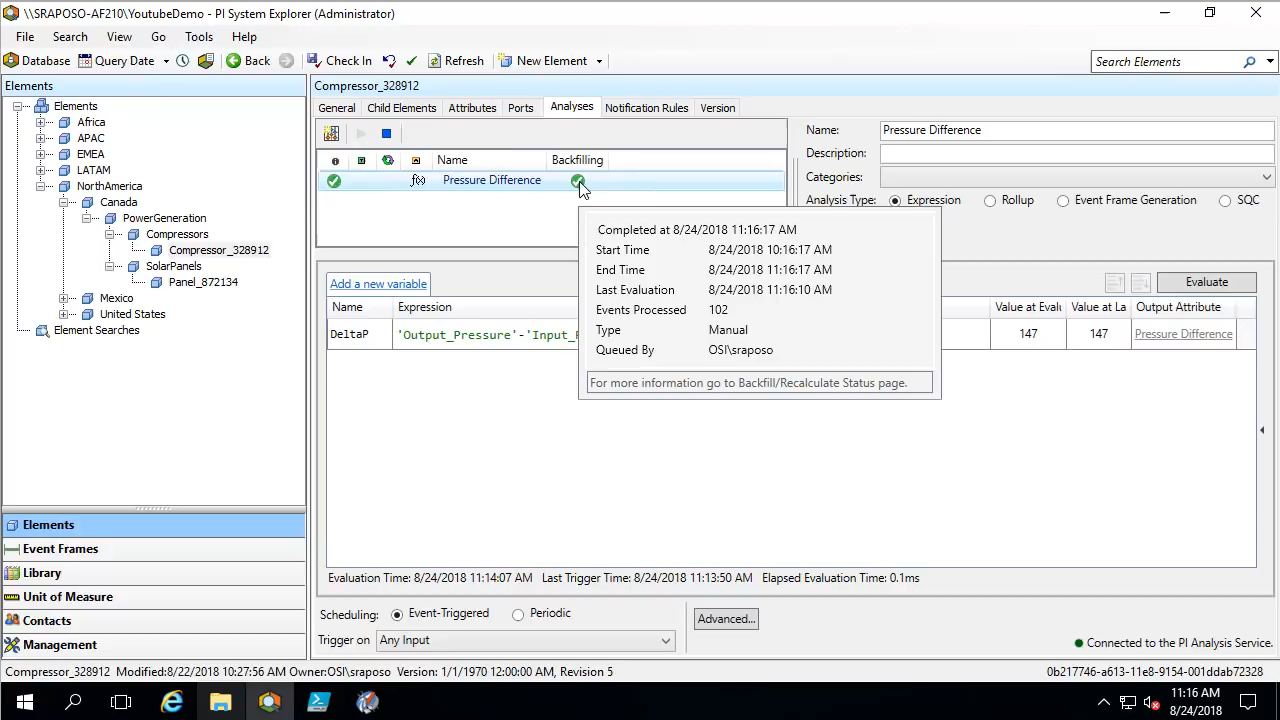 \\SRAPOSO-AF210\YoutubeDemo - PI System Explorer (Administrator)
File Search View Go Tools Help
Database Query Date Back Check In Refresh New Element Search Elements
Elements
Elements
Africa
APAC
EMEA
LATAM
NorthAmerica
Canada
PowerGeneration
Compressors
Compressor_328912
SolarPanels
Panel_872134
Mexico
United States
Element Searches
Elements
Event Frames
Library
Unit of Measure
Contacts
Management
Compressor_328912
General Child Elements Attributes Ports Analyses Notification Rules Version
Name Backfilling
f(x) Pressure Difference
Name: Pressure Difference
Description:
Categories:
Analysis Type: Expression Rollup Event Frame Generation SQC
Completed at 8/24/2018 11:16:17 AM
Start Time 8/24/2018 10:16:17 AM
End Time 8/24/2018 11:16:17 AM
Last Evaluation 8/24/2018 11:16:10 AM
Events Processed 102
Type Manual
Queued By OSI\sraposo
For more information go to Backfill/Recalculate Status page.
Add a new variable Evaluate
Name Expression Value at Evalu Value at La Output Attribute
DeltaP 'Output_Pressure'-'Input_ 147 147 Pressure Difference
Evaluation Time: 8/24/2018 11:14:07 AM Last Trigger Time: 8/24/2018 11:13:50 AM Elapsed Evaluation Time: 0.1ms
Scheduling: Event-Triggered Periodic
Trigger on Any Input
Advanced...
Connected to the PI Analysis Service.
Compressor_328912 Modified:8/22/2018 10:27:56 AM Owner:OSI\sraposo Version: 1/1/1970 12:00:00 AM, Revision 5 0b217746-a613-11e8-9154-001ddab72328
11:16 AM
8/24/2018